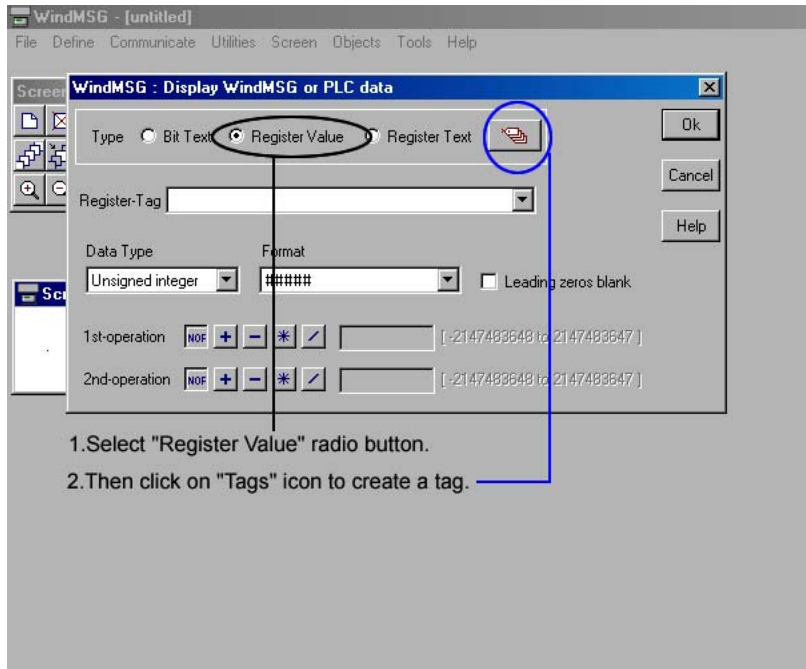 WindMSG - [untitled]
File Define Communicate Utilities Screen Objects Tools Help
Screen
WindMSG : Display WindMSG or PLC data
Type Bit Text Register Value Register Text
Ok
Cancel
Help
Register-Tag
Data Type Format
Unsigned integer ##### Leading zeros blank
Scr
1st-operation NOP + - * / [ -2147483648 to 2147483647 ]
2nd-operation NOP + - * / [ -2147483648 to 2147483647 ]
1.Select "Register Value" radio button.
2.Then click on "Tags" icon to create a tag.